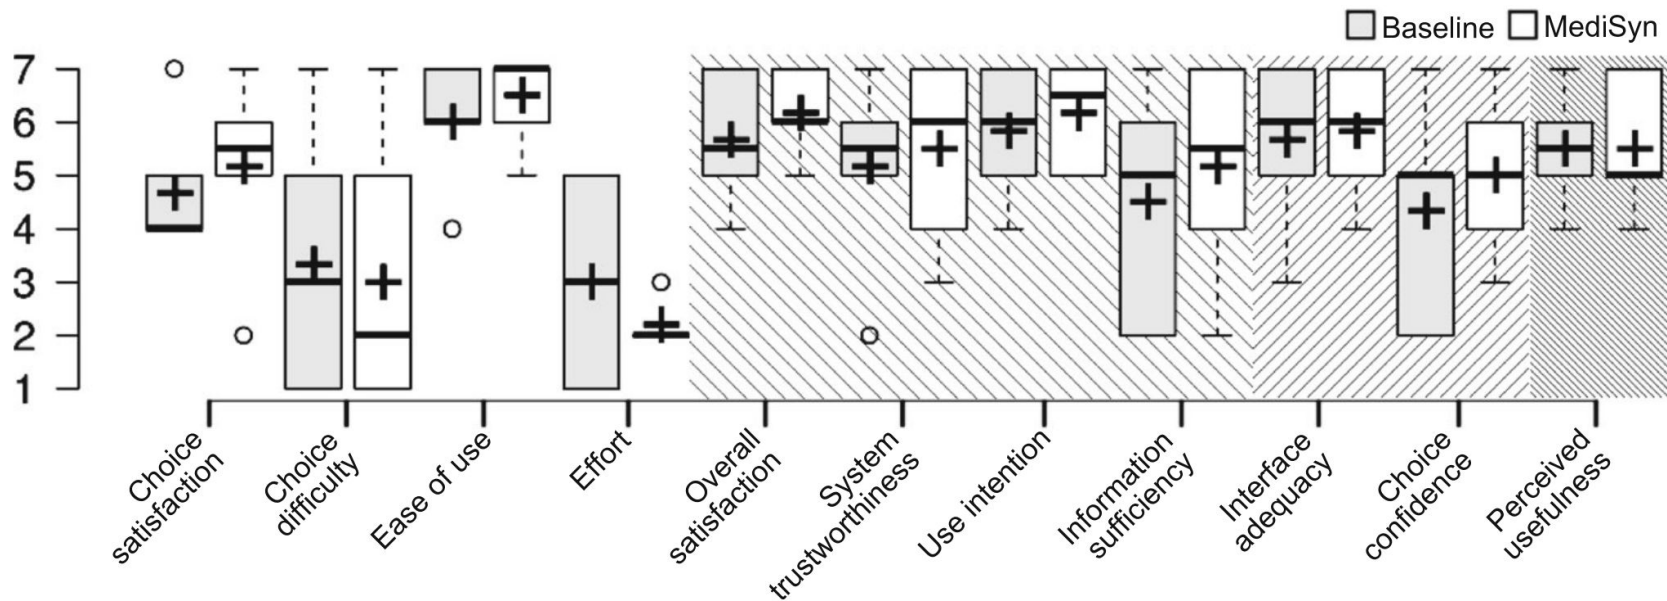 Baseline MediSyn
7
6
5
4
3
2
1
Choice
satisfaction
Choice
difficulty
Ease of use
Effort
Overall
satisfaction
System
trustworthiness
Use intention
Information
sufficiency
Interface
adequacy
Choice
confidence
Perceived
usefulness